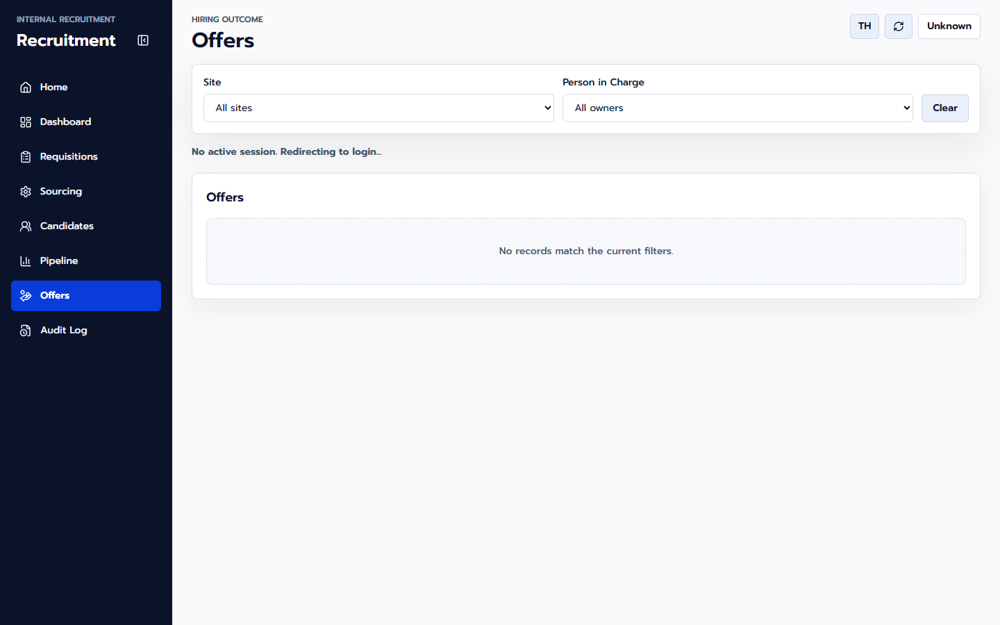 INTERNAL RECRUITMENT
Recruitment
Home
Dashboard
Requisitions
Sourcing
Candidates
Pipeline
Offers
Audit Log
HIRING OUTCOME
Offers
TH
Unknown
Site
Person in Charge
All sites
All owners
Clear
No active session. Redirecting to login...
Offers
No records match the current filters.